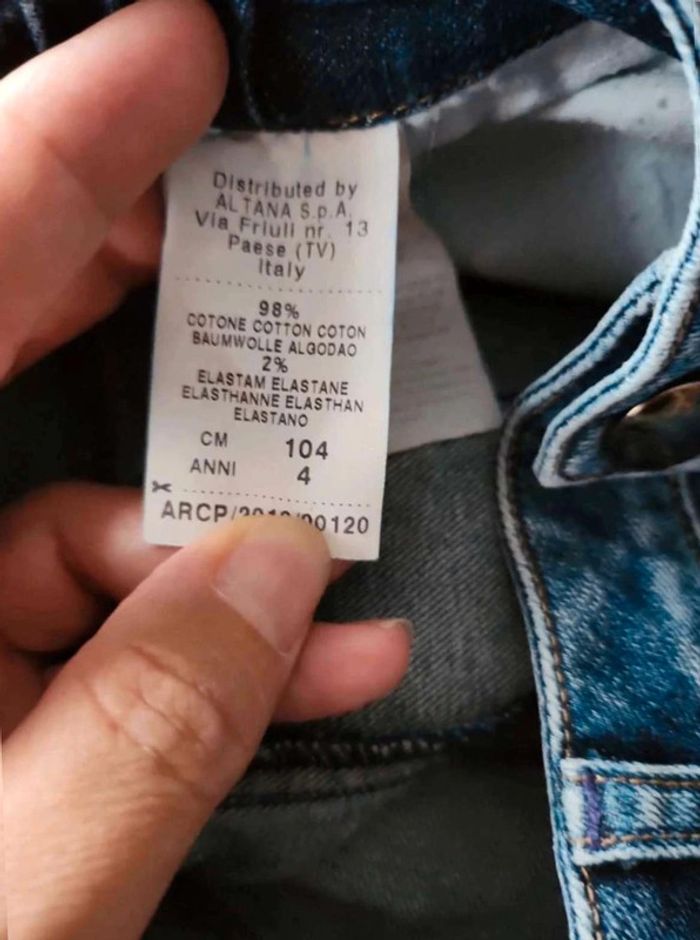 Distributed by
ALTANA S.p.A.
Via Friuli nr. 13
Paese (TV)
Italy
98%
COTONE COTTON COTON
BAUMWOLLE ALGODAO
2%
ELASTAM ELASTANE
ELASTHANNE ELASTHAN
ELASTANO
CM 104
ANNI 4